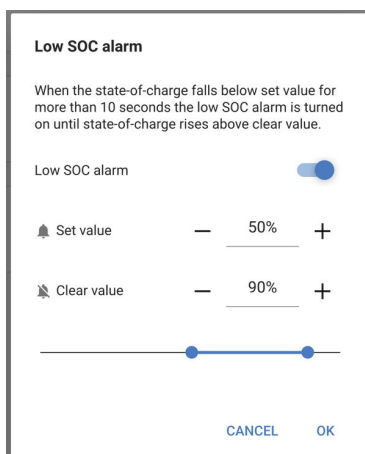 Low SOC alarm
When the state-of-charge falls below set value for
more than 10 seconds the low SOC alarm is turned
on until state-of-charge rises above clear value.
Low SOC alarm
Set value — 50% +
Clear value — 90% +
CANCEL OK